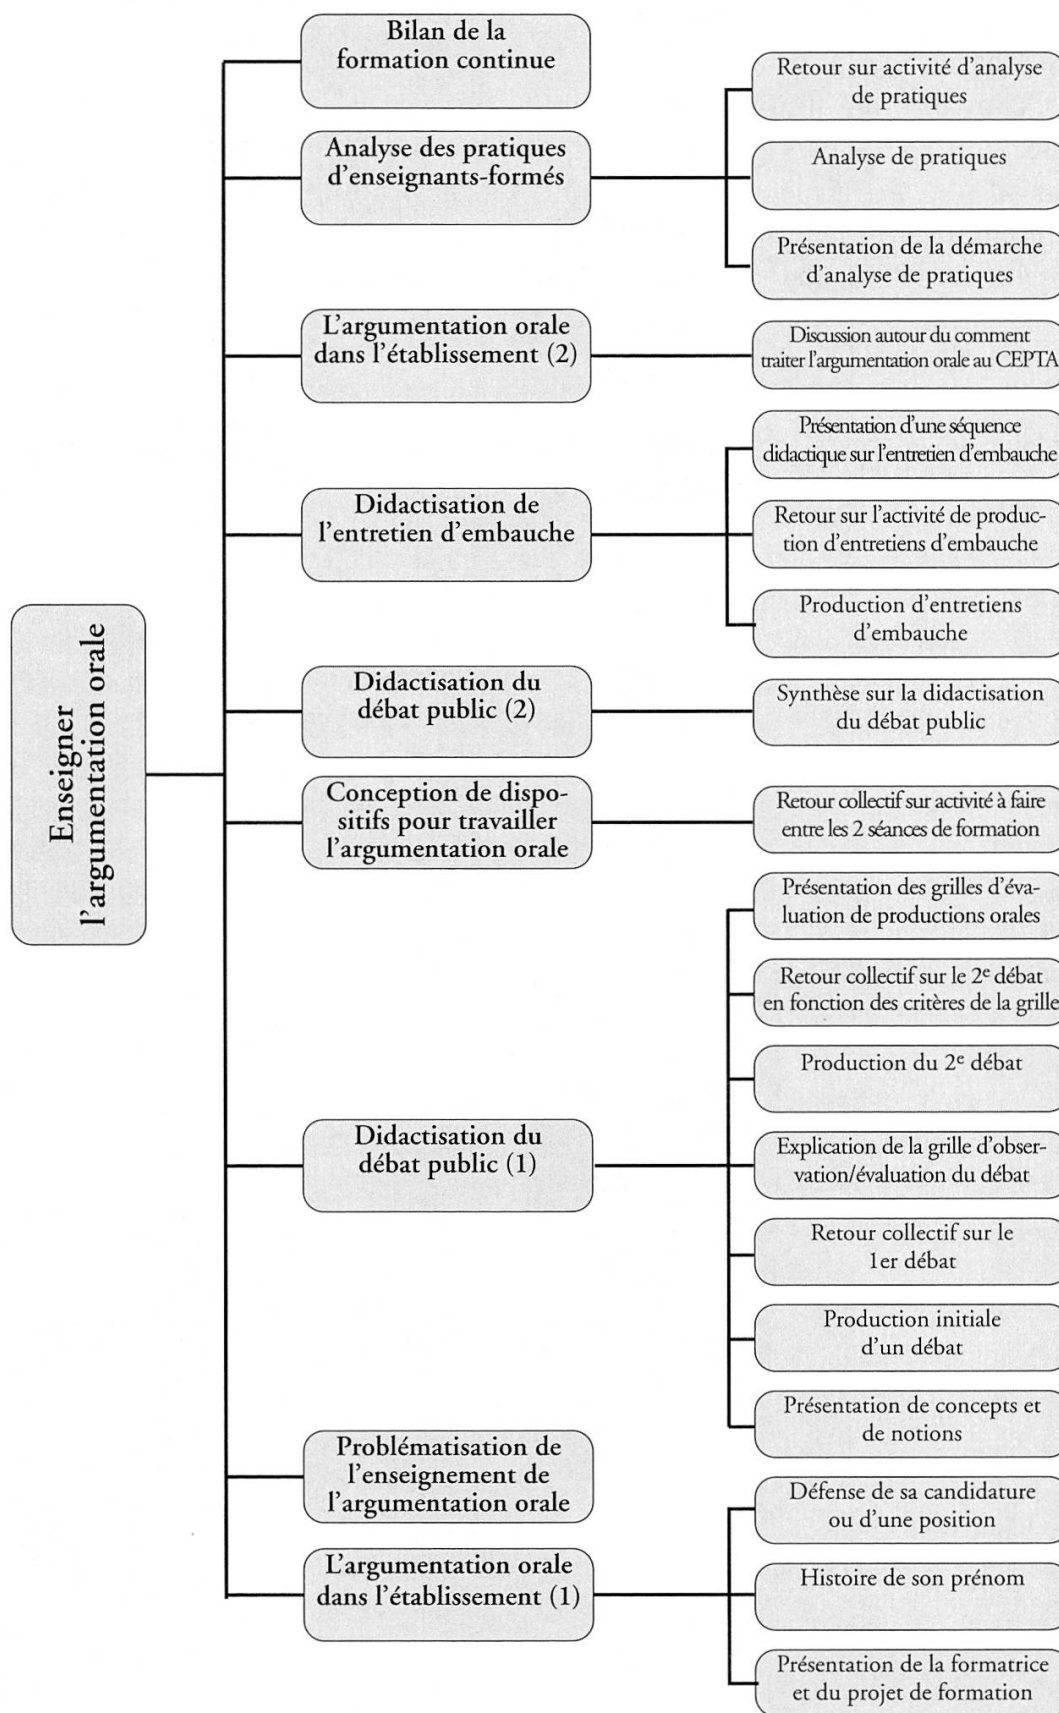 Enseigner
l'argumentation orale
Bilan de la
formation continue
Analyse des pratiques
d'enseignants-formés
Retour sur activité d'analyse
de pratiques
Analyse de pratiques
Présentation de la démarche
d'analyse de pratiques
L'argumentation orale
dans l'établissement (2)
Discussion autour du comment
traiter l'argumentation orale au CEPTA
Didactisation de
l'entretien d'embauche
Présentation d'une séquence
didactique sur l'entretien d'embauche
Retour sur l'activité de produc-
tion d'entretiens d'embauche
Production d'entretiens
d'embauche
Didactisation du
débat public (2)
Synthèse sur la didactisation
du débat public
Conception de dispo-
sitifs pour travailler
l'argumentation orale
Retour collectif sur activité à faire
entre les 2 séances de formation
Didactisation du
débat public (1)
Présentation des grilles d'éva-
luation de productions orales
Retour collectif sur le 2e débat
en fonction des critères de la grille
Production du 2e débat
Explication de la grille d'obser-
vation/évaluation du débat
Retour collectif sur le
1er débat
Production initiale
d'un débat
Présentation de concepts et
de notions
Problématisation de
l'enseignement de
l'argumentation orale
L'argumentation orale
dans l'établissement (1)
Défense de sa candidature
ou d'une position
Histoire de son prénom
Présentation de la formatrice
et du projet de formation